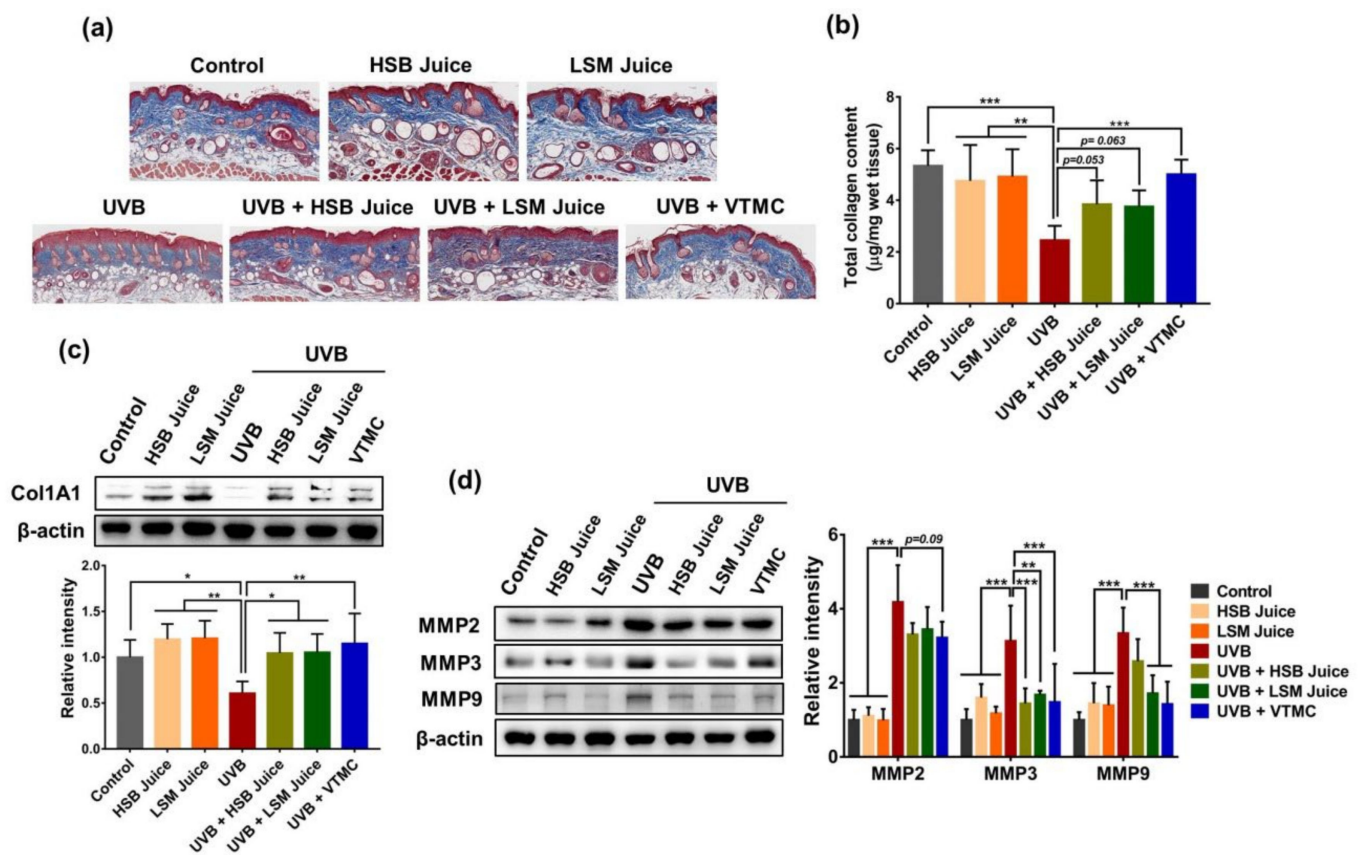 (a)
Control
HSB Juice
LSM Juice
UVB
UVB + HSB Juice
UVB + LSM Juice
UVB + VTMC
(b)
Total collagen content
(μg/mg wet tissue)
8
6
4
2
0
***
**
***
p= 0.063
p=0.053
Control
HSB Juice
LSM Juice
UVB
UVB + HSB Juice
UVB + LSM Juice
UVB + VTMC
(c)
UVB
Control
HSB Juice
LSM Juice
UVB
HSB Juice
LSM Juice
VTMC
Col1A1
β-actin
Relative intensity
2.0
1.5
1.0
0.5
0.0
*
**
**
*
Control
HSB Juice
LSM Juice
UVB
UVB + HSB Juice
UVB + LSM Juice
UVB + VTMC
(d)
UVB
Control
HSB Juice
LSM Juice
UVB
HSB Juice
LSM Juice
VTMC
MMP2
MMP3
MMP9
β-actin
Relative intensity
6
4
2
0
*** p=0.09
***
**
*** ***
*** ***
MMP2 MMP3 MMP9
Control
HSB Juice
LSM Juice
UVB
UVB + HSB Juice
UVB + LSM Juice
UVB + VTMC